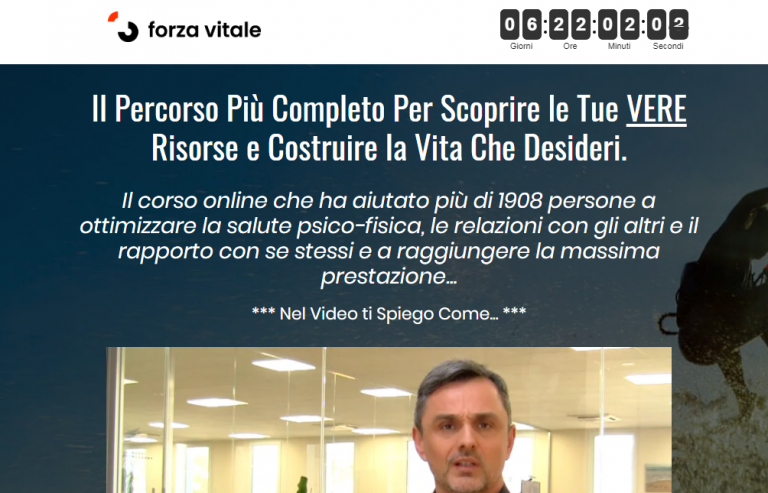 forza vitale
06:22:02:02
Giorni Ore Minuti Secondi
Il Percorso Più Completo Per Scoprire le Tue VERE
Risorse e Costruire la Vita Che Desideri.
Il corso online che ha aiutato più di 1908 persone a
ottimizzare la salute psico-fisica, le relazioni con gli altri e il
rapporto con se stessi e a raggiungere la massima
prestazione...
*** Nel Video ti Spiego Come... ***